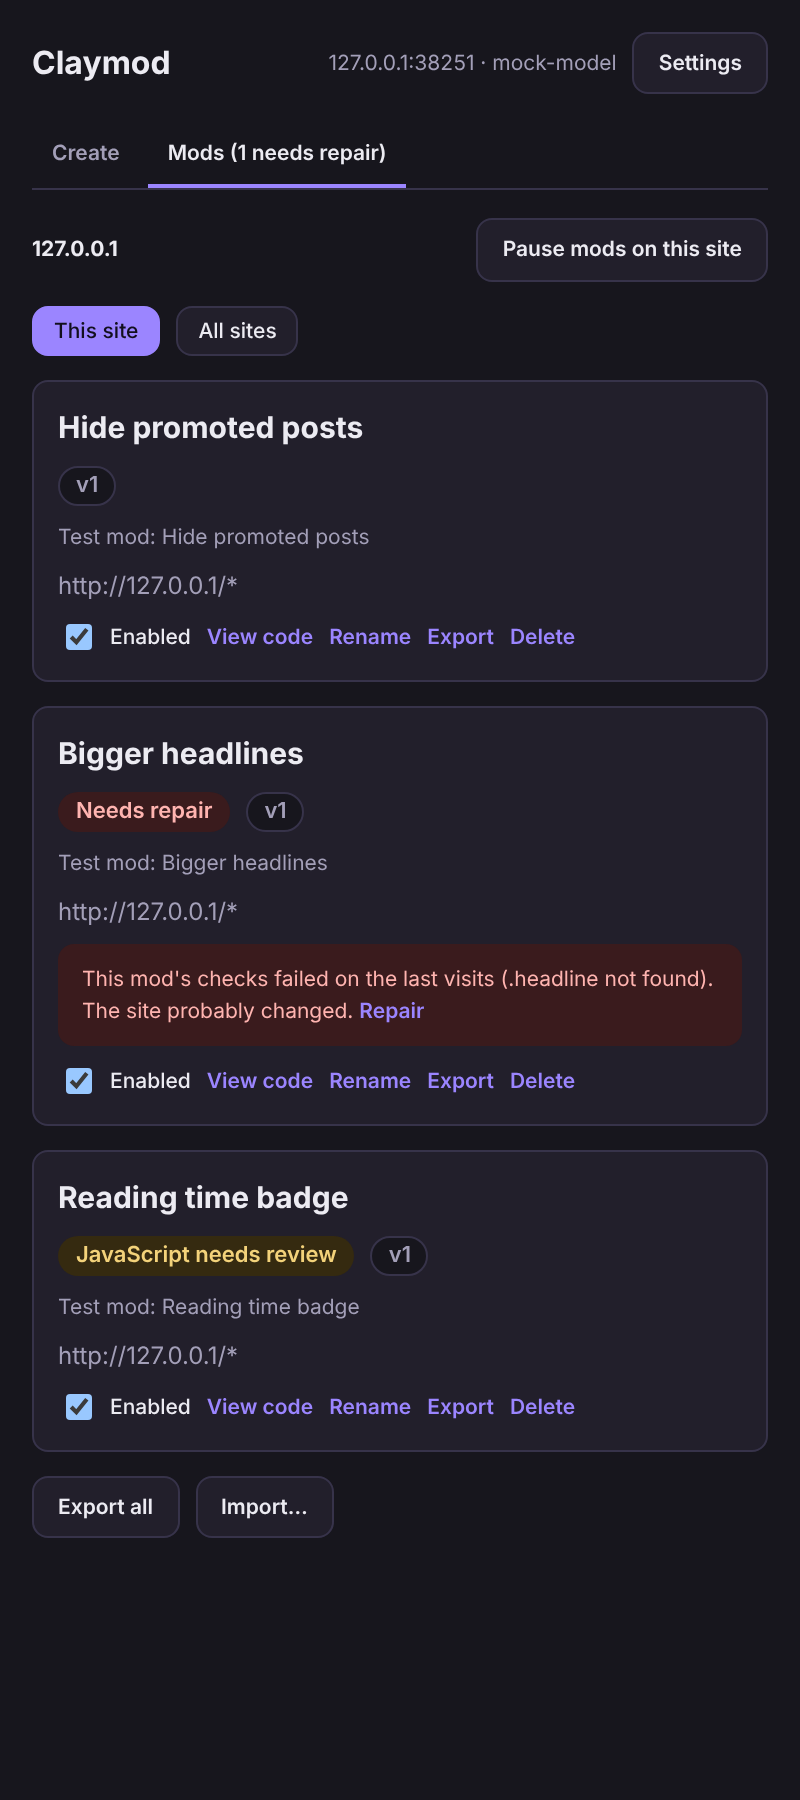 Claymod
127.0.0.1:38251 · mock-model
Settings
Create
Mods (1 needs repair)
127.0.0.1
Pause mods on this site
This site
All sites
Hide promoted posts
v1
Test mod: Hide promoted posts
http://127.0.0.1/*
Enabled View code Rename Export Delete
Bigger headlines
Needs repair v1
Test mod: Bigger headlines
http://127.0.0.1/*
This mod's checks failed on the last visits (.headline not found).
The site probably changed. Repair
Enabled View code Rename Export Delete
Reading time badge
JavaScript needs review v1
Test mod: Reading time badge
http://127.0.0.1/*
Enabled View code Rename Export Delete
Export all
Import...